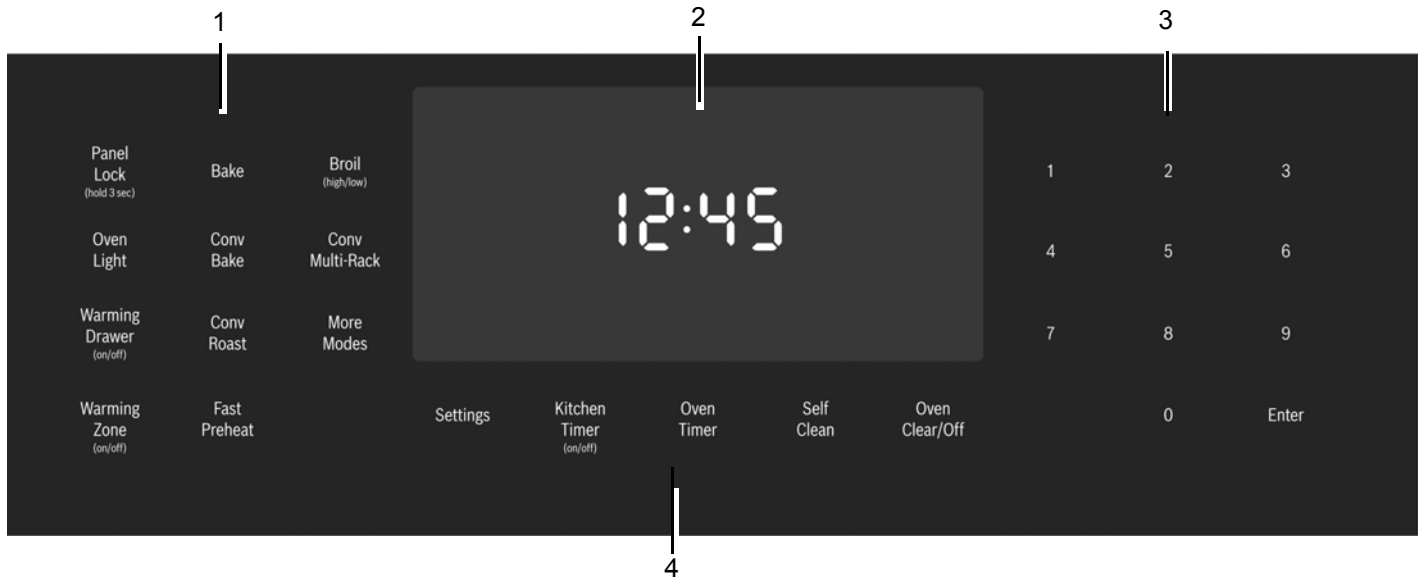 1
2
3
Panel
Lock
(hold 3 sec)
Bake
Broil
(high/low)
Oven
Light
Conv
Bake
Conv
Multi-Rack
Warming
Drawer
(on/off)
Conv
Roast
More
Modes
Warming
Zone
(on/off)
Fast
Preheat
12:45
Settings
Kitchen
Timer
(on/off)
Oven
Timer
Self
Clean
Oven
Clear/Off
1 2 3
4 5 6
7 8 9
0 Enter
4